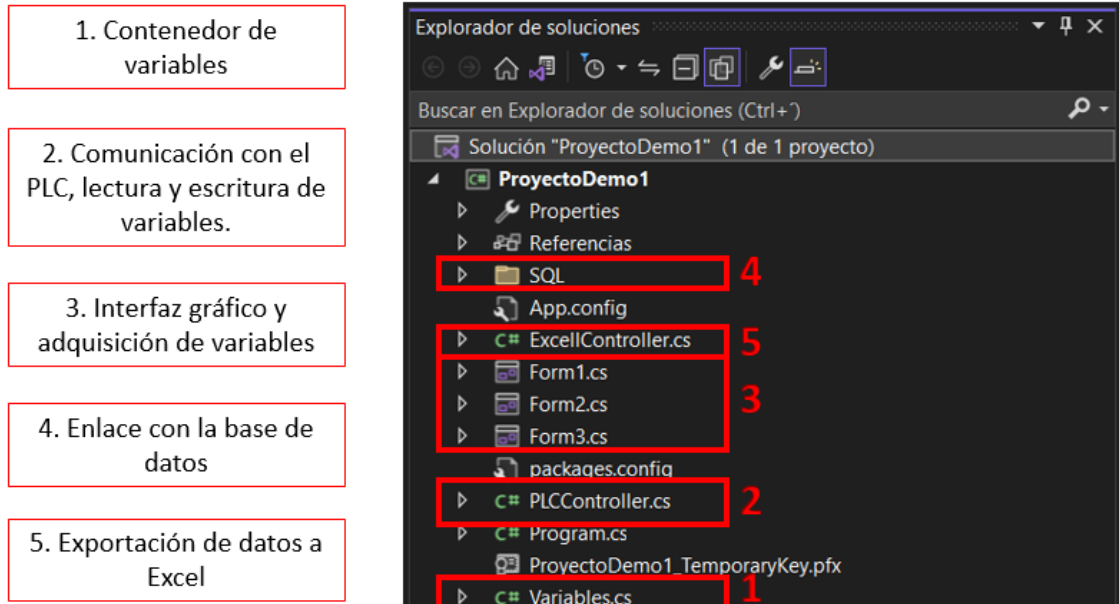 1. Contenedor de
variables
2. Comunicación con el
PLC, lectura y escritura de
variables.
3. Interfaz gráfico y
adquisición de variables
4. Enlace con la base de
datos
5. Exportación de datos a
Excel
Explorador de soluciones
Buscar en Explorador de soluciones (Ctrl+´)
Solución "ProyectoDemo1" (1 de 1 proyecto)
C# ProyectoDemo1
Properties
Referencias
SQL 4
App.config
C# ExcellController.cs 5
Form1.cs
Form2.cs 3
Form3.cs
packages.config
C# PLCController.cs 2
C# Program.cs
ProyectoDemo1_TemporaryKey.pfx
C# Variables.cs 1